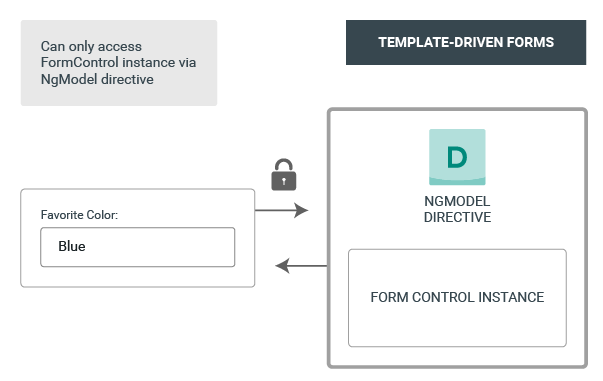 Can only access
FormControl instance via
NgModel directive
TEMPLATE-DRIVEN FORMS
D
NGMODEL
DIRECTIVE
Favorite Color:
Blue
FORM CONTROL INSTANCE